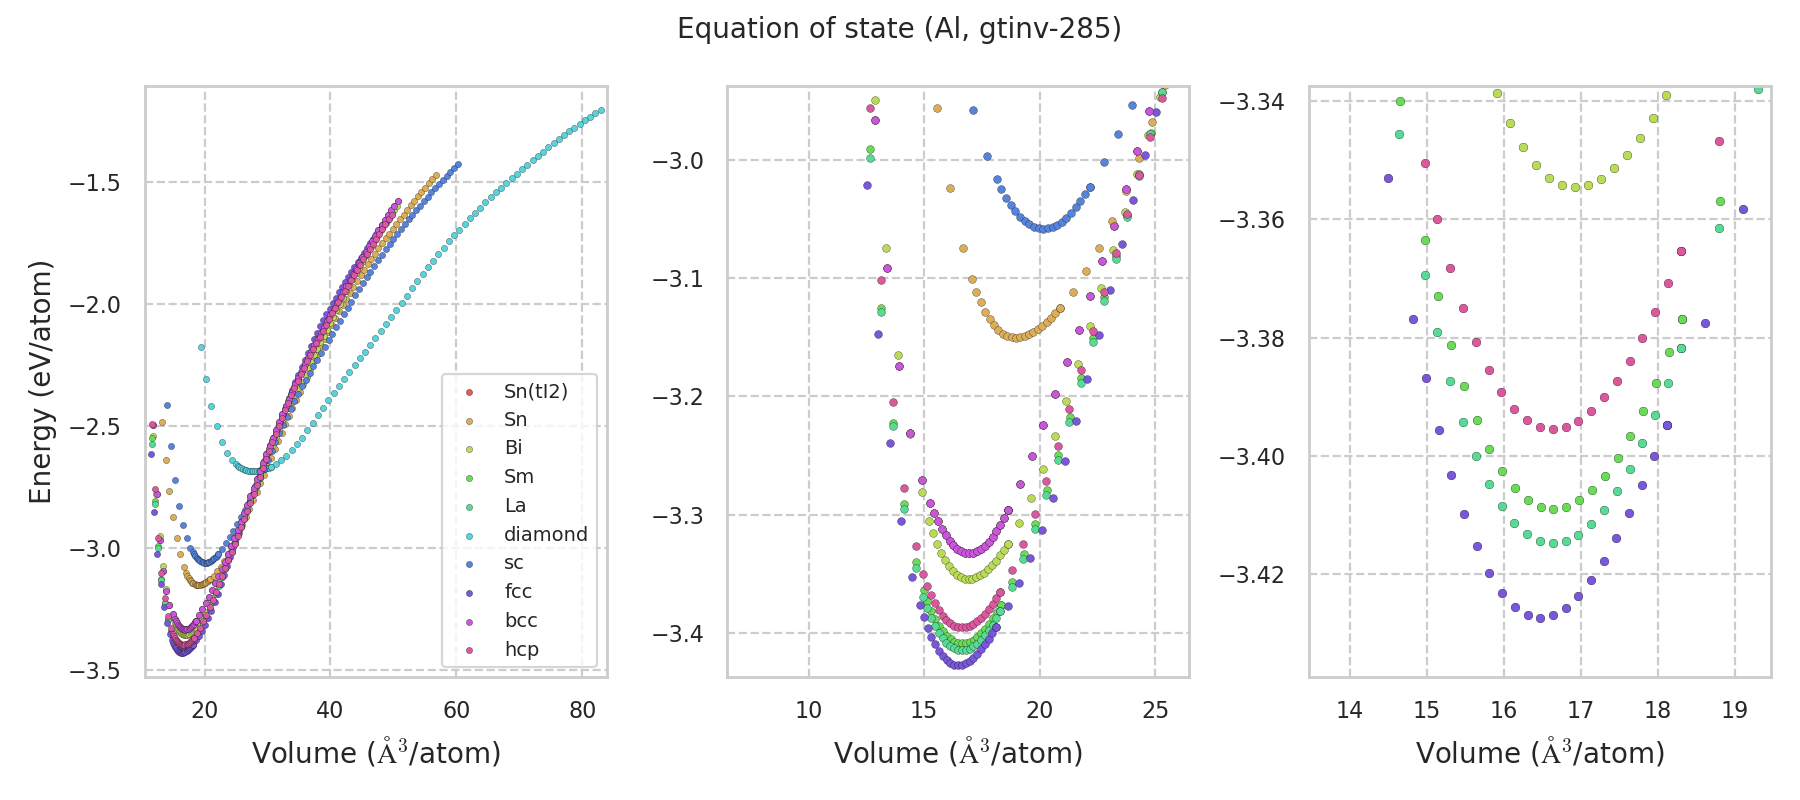 Equation of state (Al, gtinv-285)
Energy (eV/atom)
−1.5
−2.0
−2.5
−3.0
−3.5
20
40
60
80
Volume (Å³/atom)
Sn(tI2)
Sn
Bi
Sm
La
diamond
sc
fcc
bcc
hcp
−3.0
−3.1
−3.2
−3.3
−3.4
10
15
20
25
Volume (Å³/atom)
−3.34
−3.36
−3.38
−3.40
−3.42
14
15
16
17
18
19
Volume (Å³/atom)